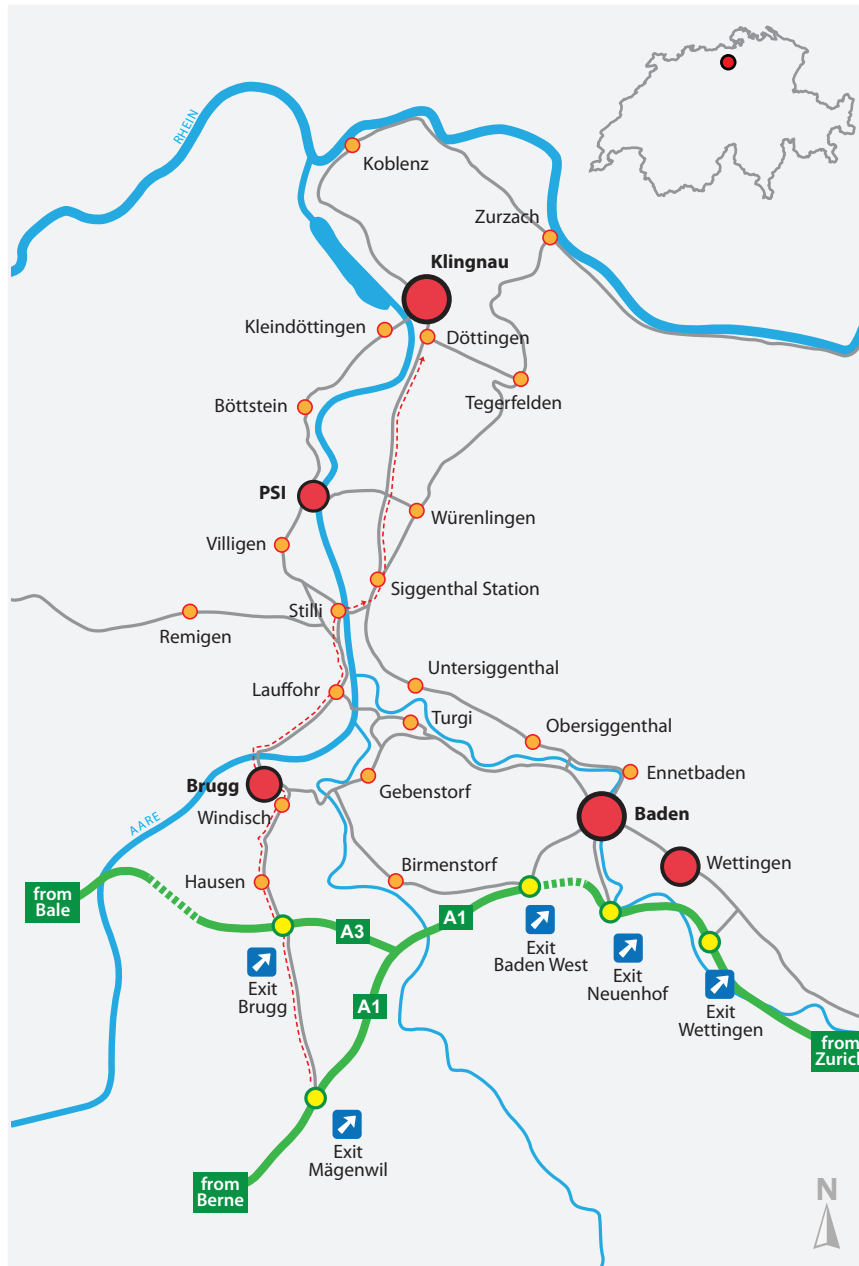 RHEIN
Koblenz
Zurzach
Klingnau
Kleindöttingen
Döttingen
Böttstein
Tegerfelden
PSI
Würenlingen
Villigen
Siggenthal Station
Stilli
Remigen
Untersiggenthal
Lauffohr
Turgi
Obersiggenthal
Ennetbaden
Brugg
Gebenstorf
Windisch
Baden
AARE
Birmenstorf
Wettingen
Hausen
from
Bale
A3
A1
Exit
Baden West
Exit
Neuenhof
Exit
Brugg
A1
Exit
Wettingen
from
Zurich
Exit
Mägenwil
from
Berne
N